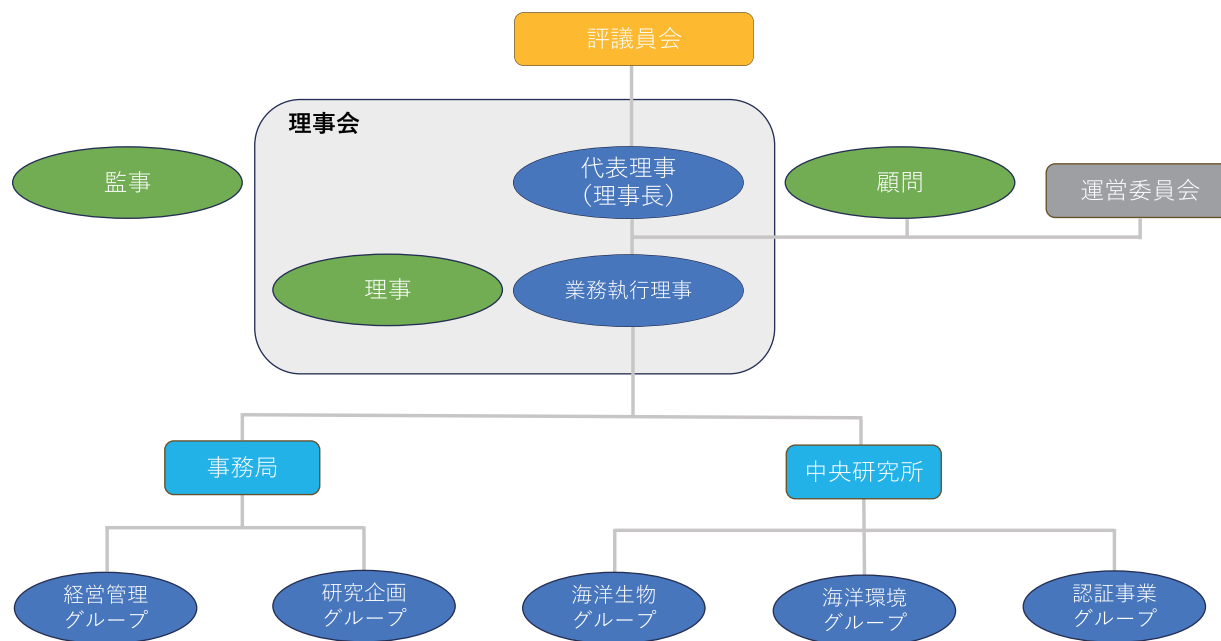 評議員会
理事会
監事
代表理事
（理事長）
顧問
運営委員会
理事
業務執行理事
事務局
中央研究所
経営管理
グループ
研究企画
グループ
海洋生物
グループ
海洋環境
グループ
認証事業
グループ